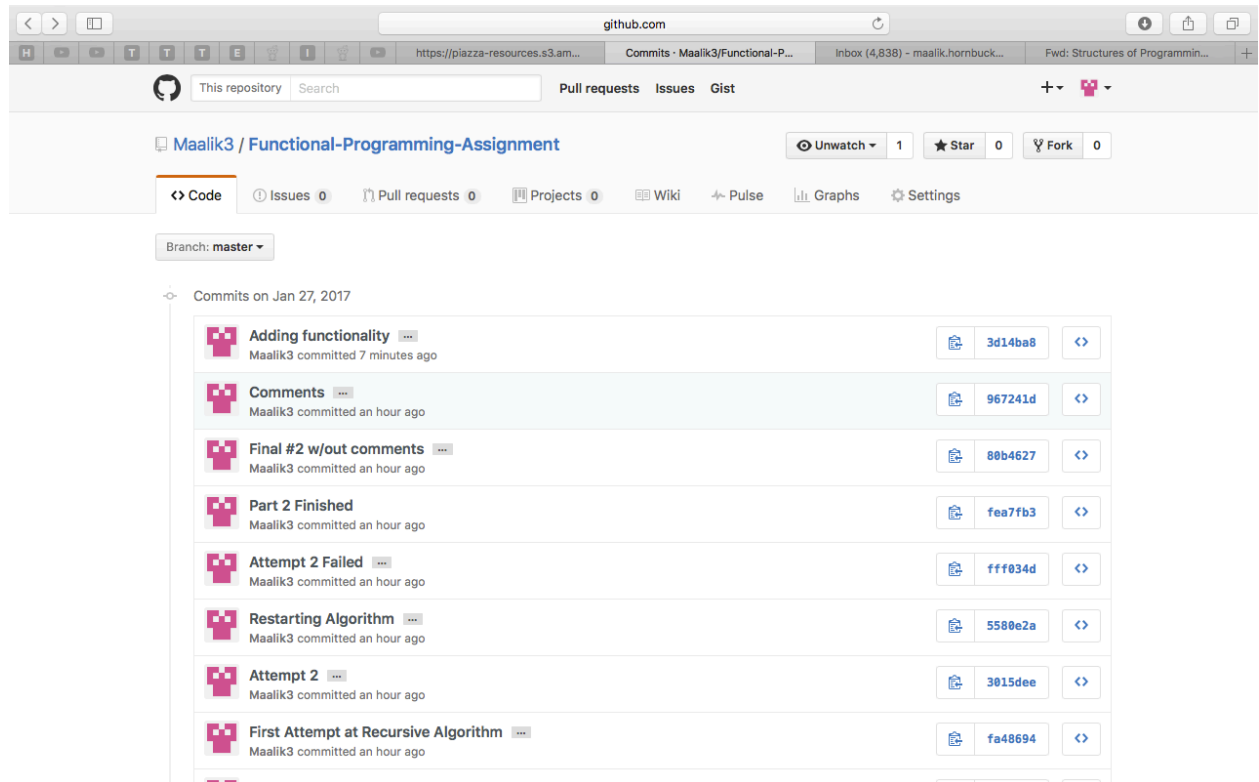 github.com
H T T T E I https://piazza-resources.s3.am... Commits · Maalik3/Functional-P... Inbox (4,838) - maalik.hornbuck... Fwd: Structures of Programmin...
This repository Search Pull requests Issues Gist
Maalik3 / Functional-Programming-Assignment Unwatch 1 Star 0 Fork 0
Code Issues 0 Pull requests 0 Projects 0 Wiki Pulse Graphs Settings
Branch: master
Commits on Jan 27, 2017
Adding functionality ...
Maalik3 committed 7 minutes ago
3d14ba8
Comments ...
Maalik3 committed an hour ago
967241d
Final #2 w/out comments ...
Maalik3 committed an hour ago
80b4627
Part 2 Finished
Maalik3 committed an hour ago
fea7fb3
Attempt 2 Failed ...
Maalik3 committed an hour ago
fff034d
Restarting Algorithm ...
Maalik3 committed an hour ago
5580e2a
Attempt 2 ...
Maalik3 committed an hour ago
3015dee
First Attempt at Recursive Algorithm ...
Maalik3 committed an hour ago
fa48694